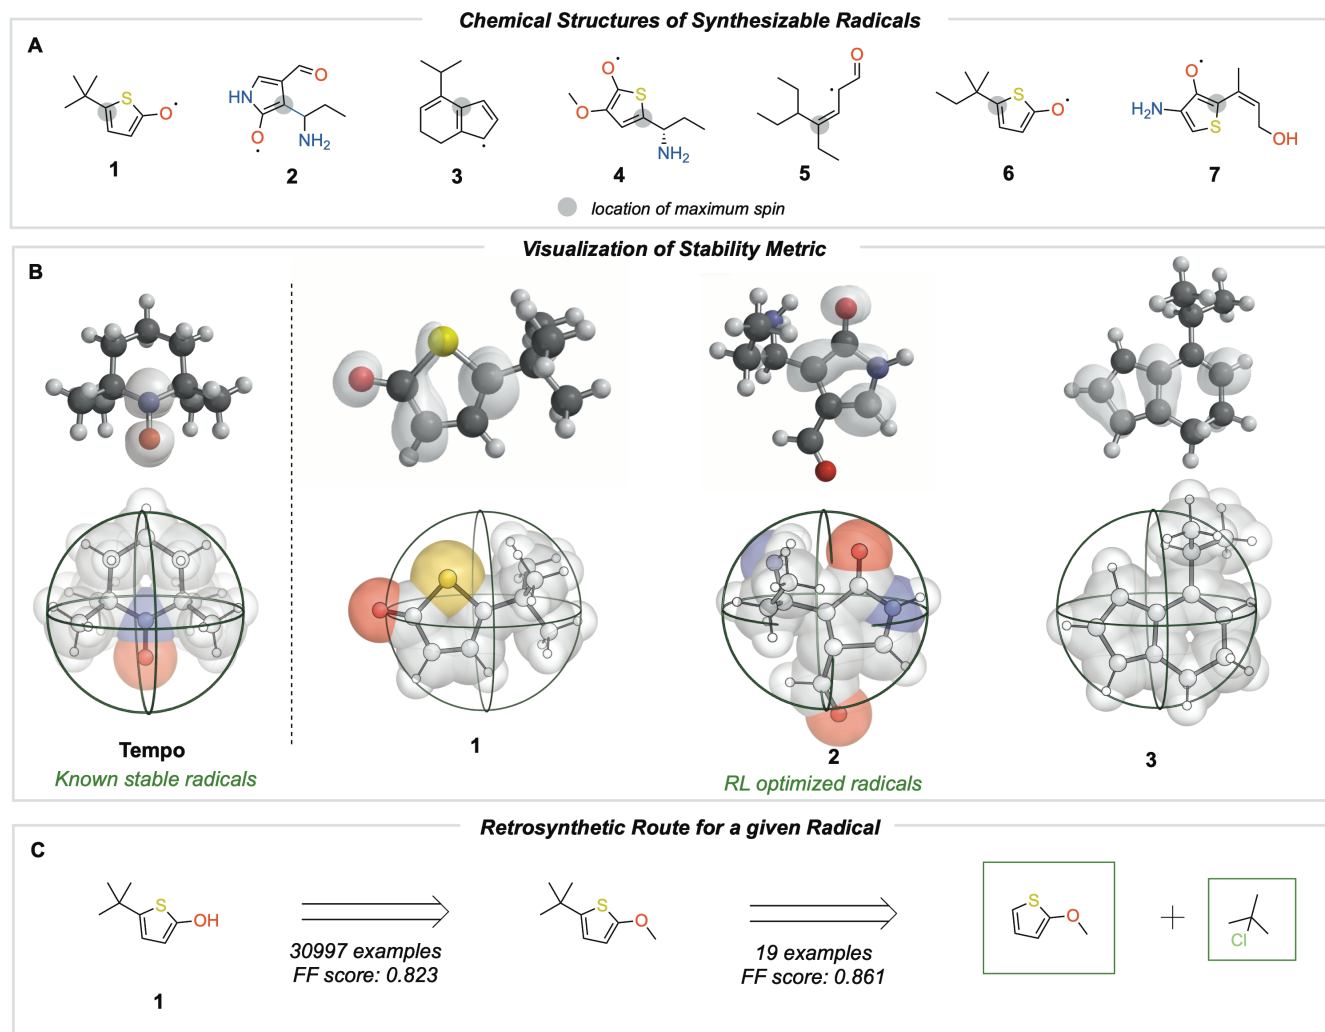 Chemical Structures of Synthesizable Radicals
A
S
O·
1
HN
O
O·
NH2
2
3
O·
S
O
NH2
4
O
5
S
O·
6
O·
H2N
S
OH
7
location of maximum spin
Visualization of Stability Metric
B
Tempo
1
2
3
Known stable radicals
RL optimized radicals
Retrosynthetic Route for a given Radical
C
S
OH
1
30997 examples
FF score: 0.823
S
O
19 examples
FF score: 0.861
S
O
+
Cl